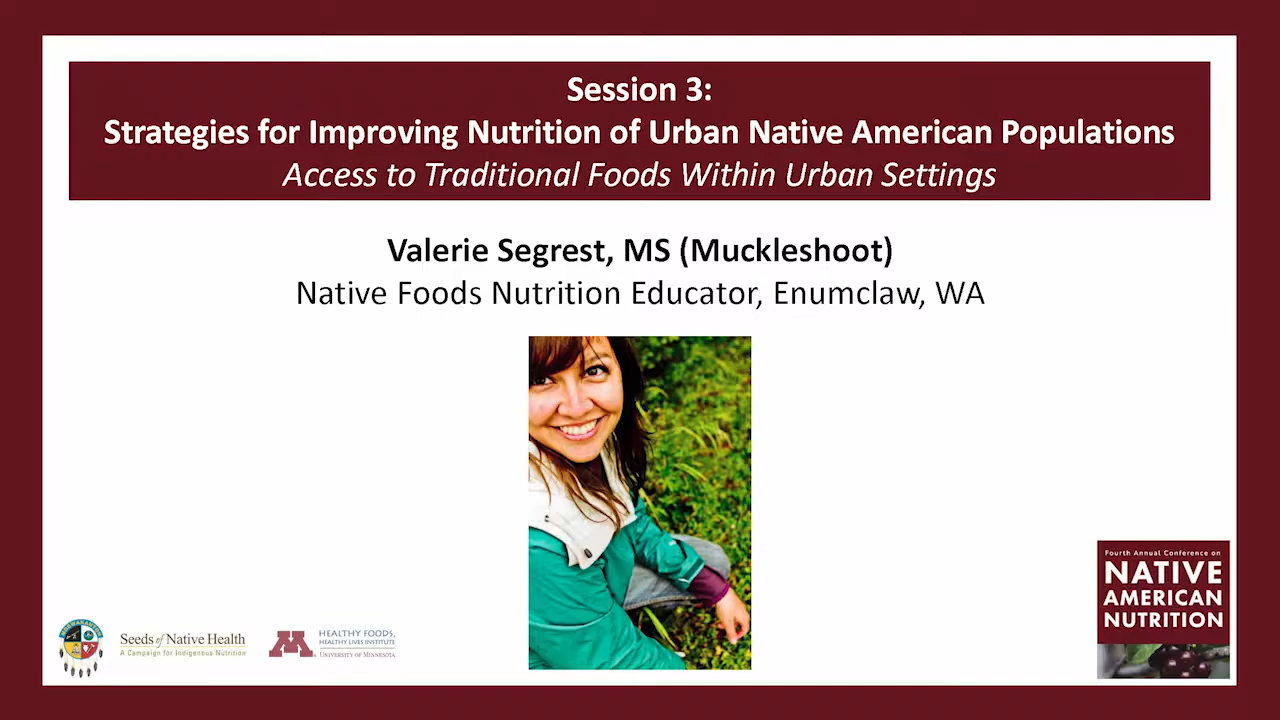 Session 3:
Strategies for Improving Nutrition of Urban Native American Populations
Access to Traditional Foods Within Urban Settings
Valerie Segrest, MS (Muckleshoot)
Native Foods Nutrition Educator, Enumclaw, WA
Seeds of Native Health
A Campaign for Indigenous Nutrition
HEALTHY FOODS,
HEALTHY LIVES INSTITUTE
UNIVERSITY OF MINNESOTA
Fourth Annual Conference on
NATIVE
AMERICAN
NUTRITION